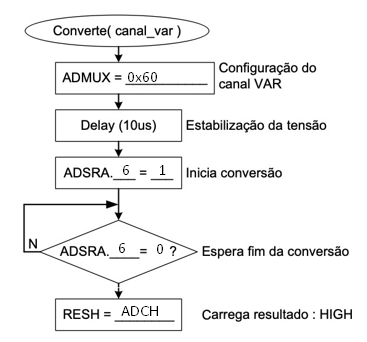 Converte( canal_var )
ADMUX = 0x60
Configuração do
canal VAR
Delay (10us)
Estabilização da tensão
ADSRA. 6 = 1
Inicia conversão
N
ADSRA. 6 = 0 ?
Espera fim da conversão
RESH = ADCH
Carrega resultado : HIGH